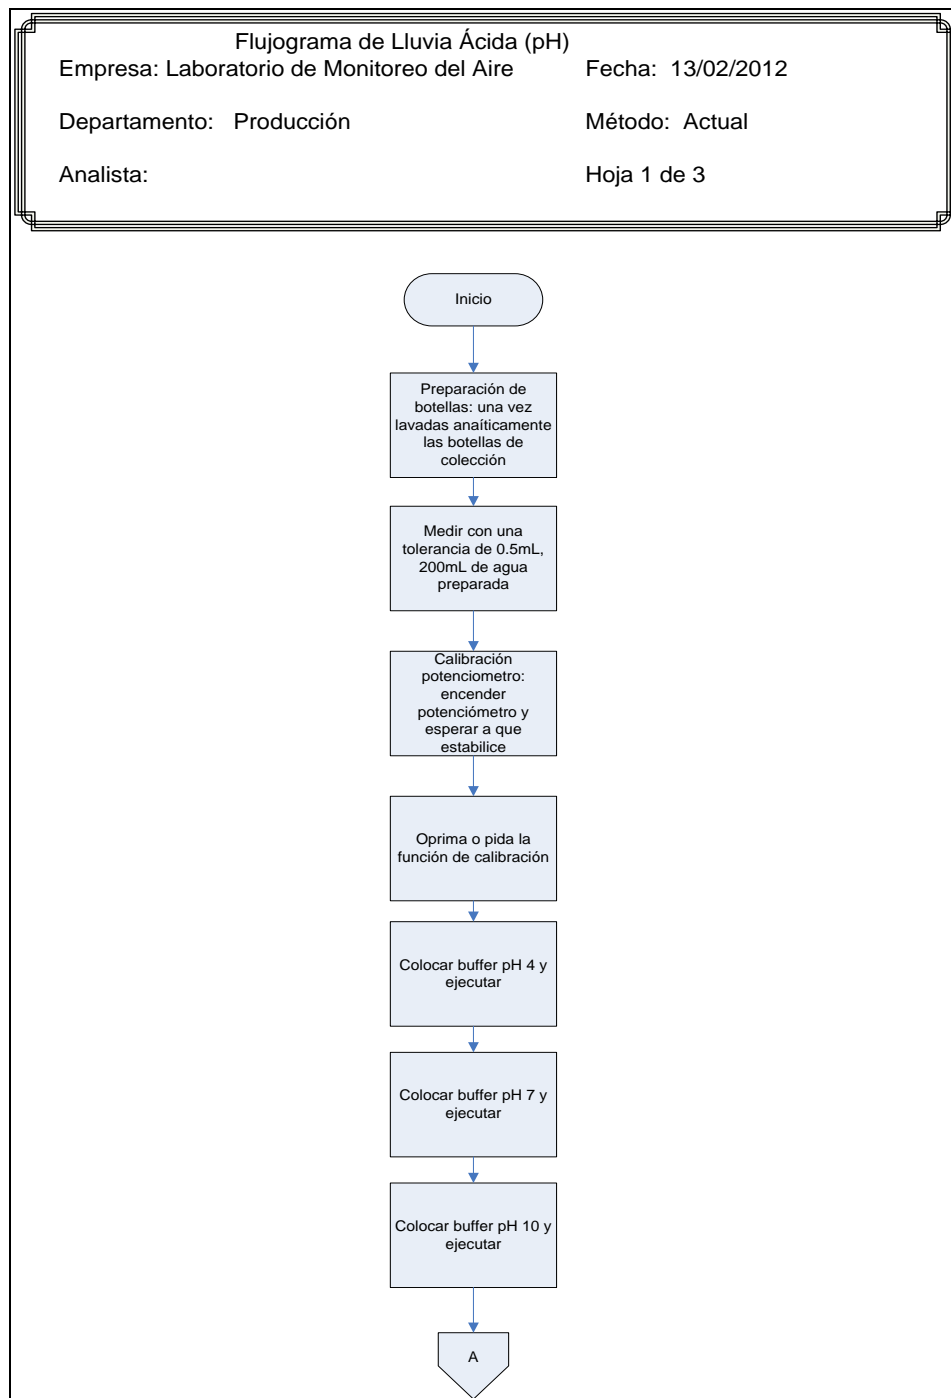 Flujograma de Lluvia Ácida (pH)
Empresa: Laboratorio de Monitoreo del Aire Fecha: 13/02/2012
Departamento: Producción Método: Actual
Analista: Hoja 1 de 3
Inicio
Preparación de
botellas: una vez
lavadas anaíticamente
las botellas de
colección
Medir con una
tolerancia de 0.5mL,
200mL de agua
preparada
Calibración
potenciometro:
encender
potenciómetro y
esperar a que
estabilice
Oprima o pida la
función de calibración
Colocar buffer pH 4 y
ejecutar
Colocar buffer pH 7 y
ejecutar
Colocar buffer pH 10 y
ejecutar
A